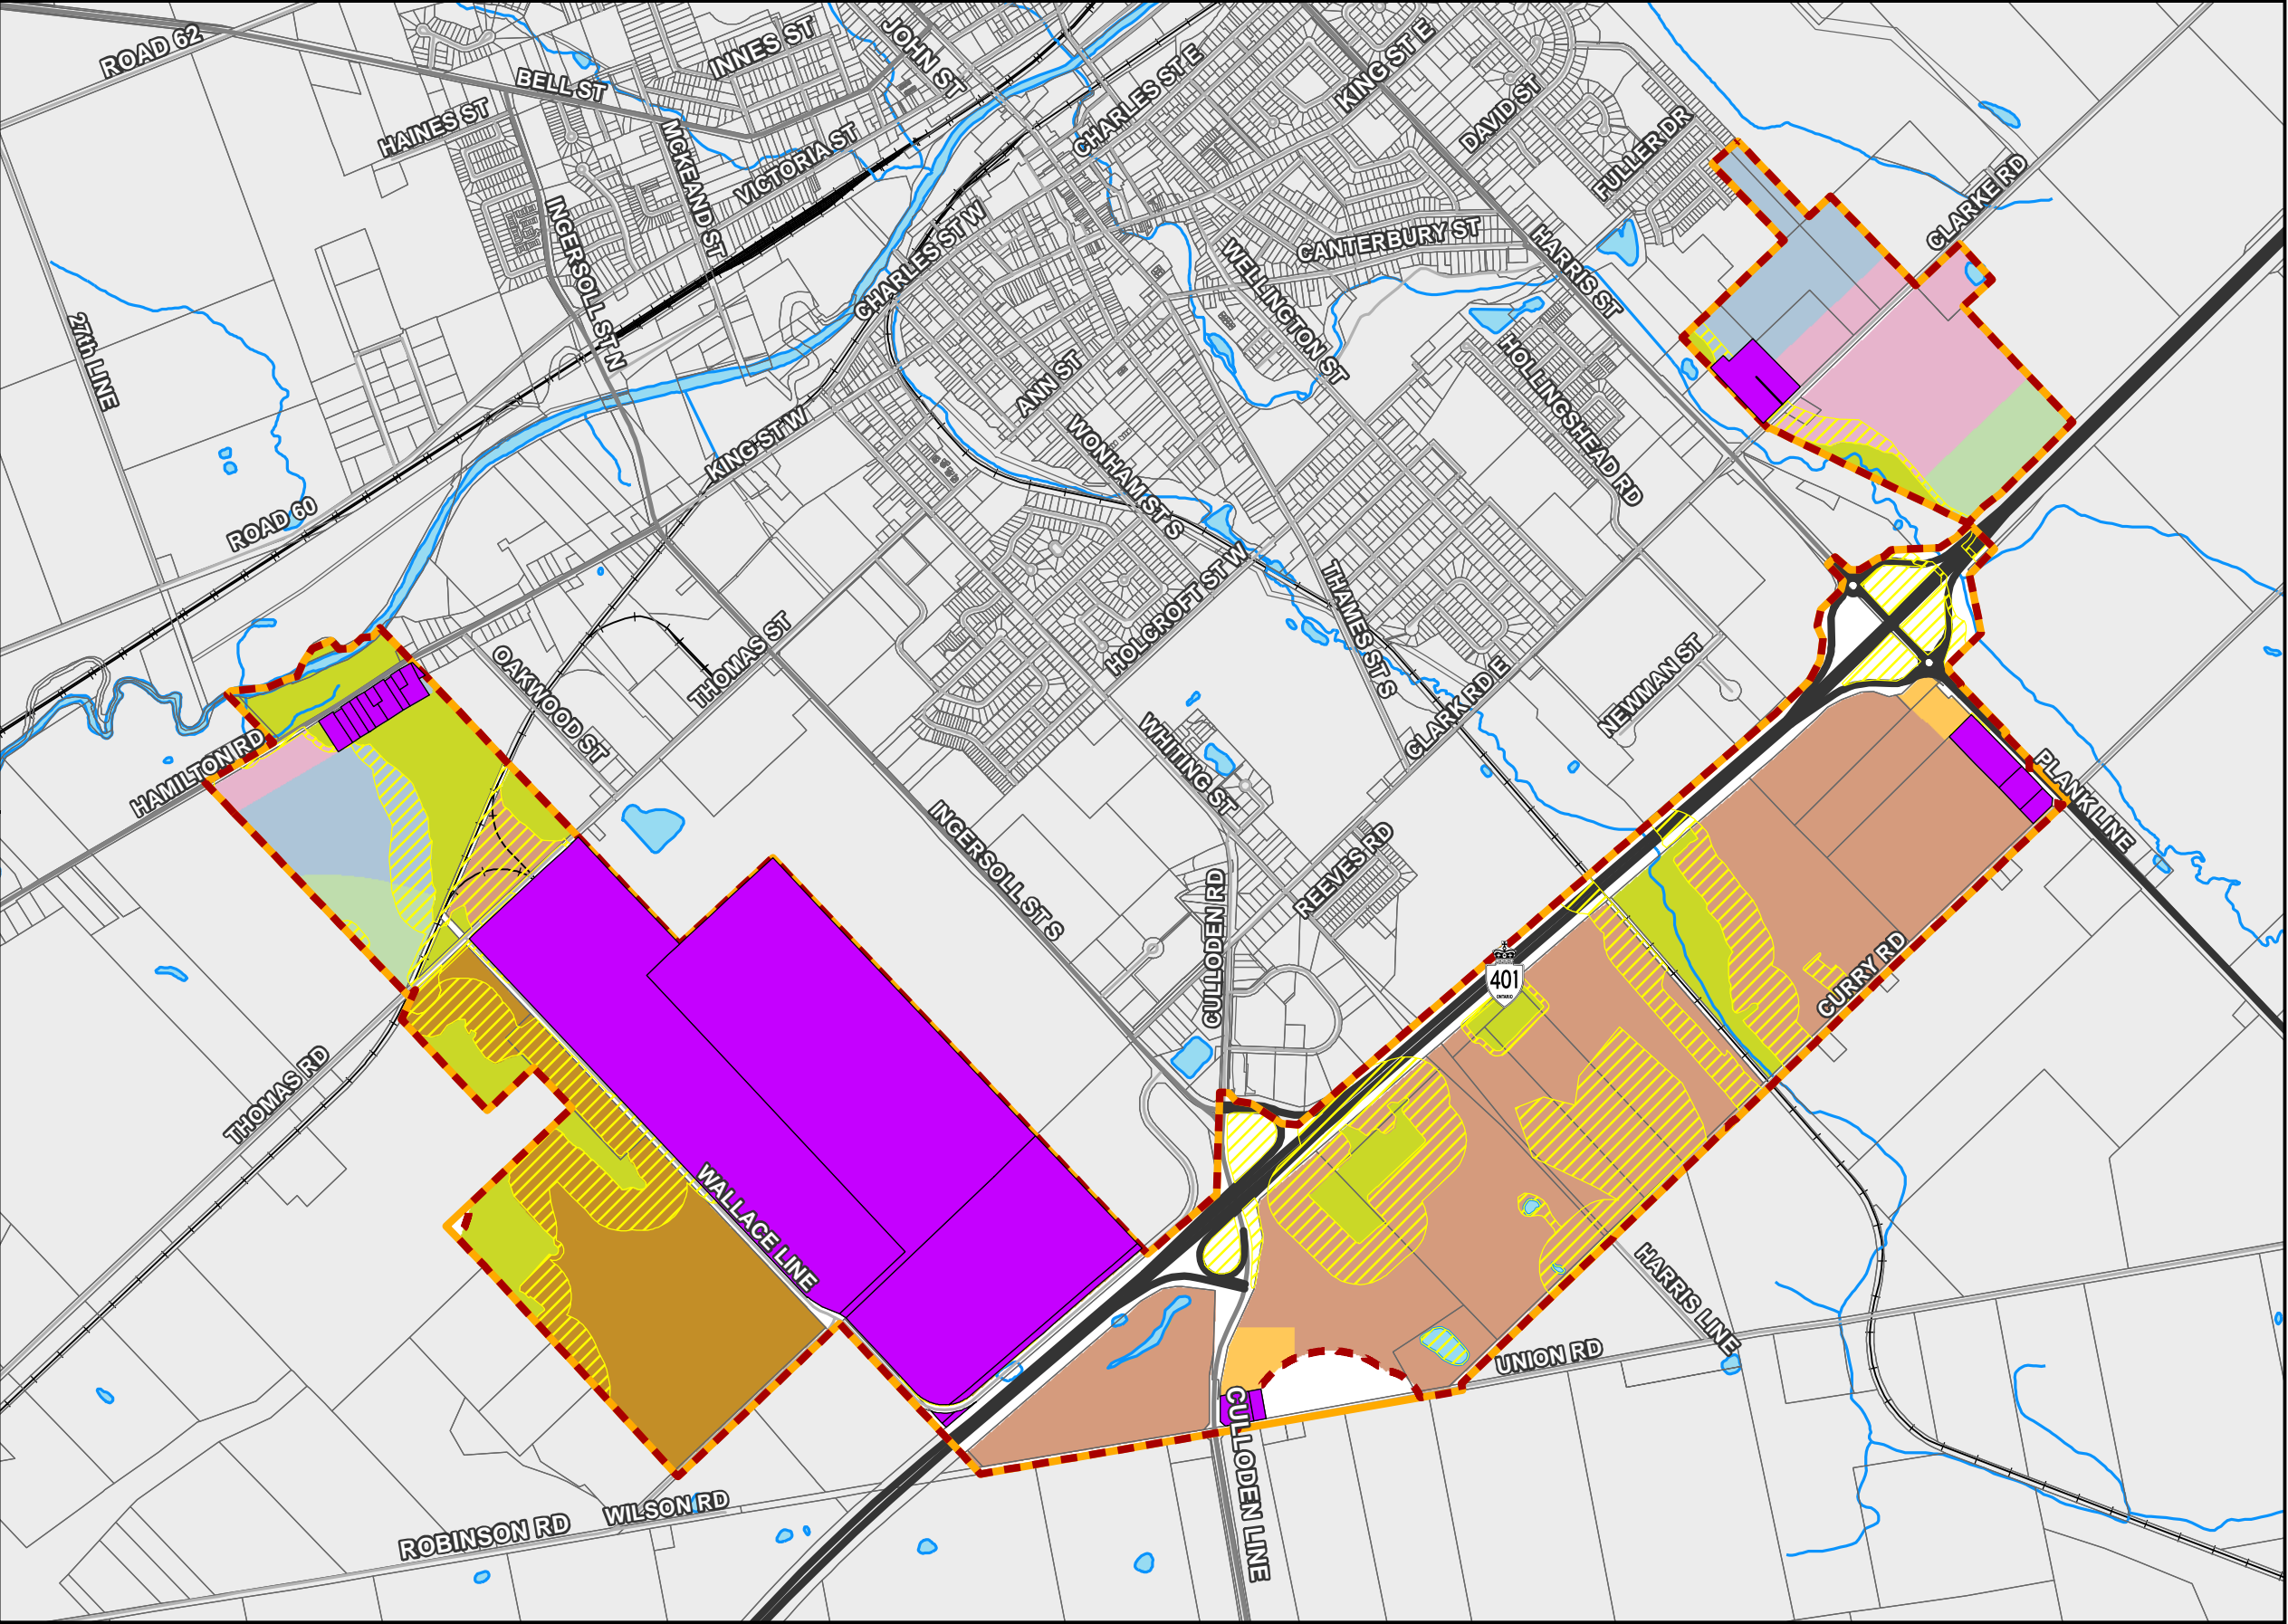 ROAD 62
INNES ST
JOHN ST
BELL ST
CHARLES ST E
KING ST E
HAINES ST
DAVID ST
MCKEAND ST
VICTORIA ST
FULLER DR
CLARKE RD
INGERSOLL ST N
CHARLES ST W
WELLINGTON ST
CANTERBURY ST
HARRIS ST
27th LINE
ANN ST
HOLLINGSHEAD RD
KING ST W
WONHAM ST S
ROAD 60
HOLCROFT ST W
THAMES ST S
OAKWOOD ST
THOMAS ST
NEWMAN ST
CLARK RD E
HAMILTON RD
WHITING ST
PLANK LINE
INGERSOLL ST S
REEVES RD
CULLODEN RD
401
ONTARIO
CURRY RD
THOMAS RD
WALLACE LINE
HARRIS LINE
UNION RD
CULLODEN LINE
WILSON RD
ROBINSON RD